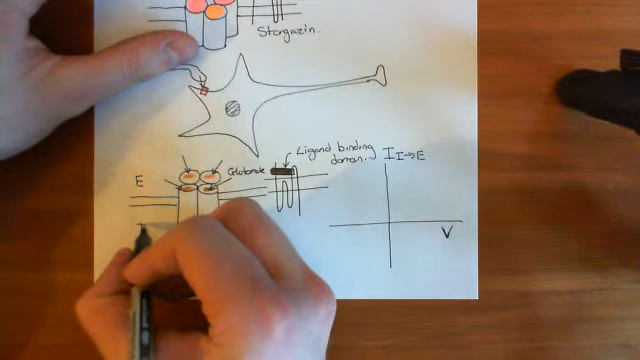 Stargazin.
Ligand binding
domain.
I I→E
E
Glutamate
V